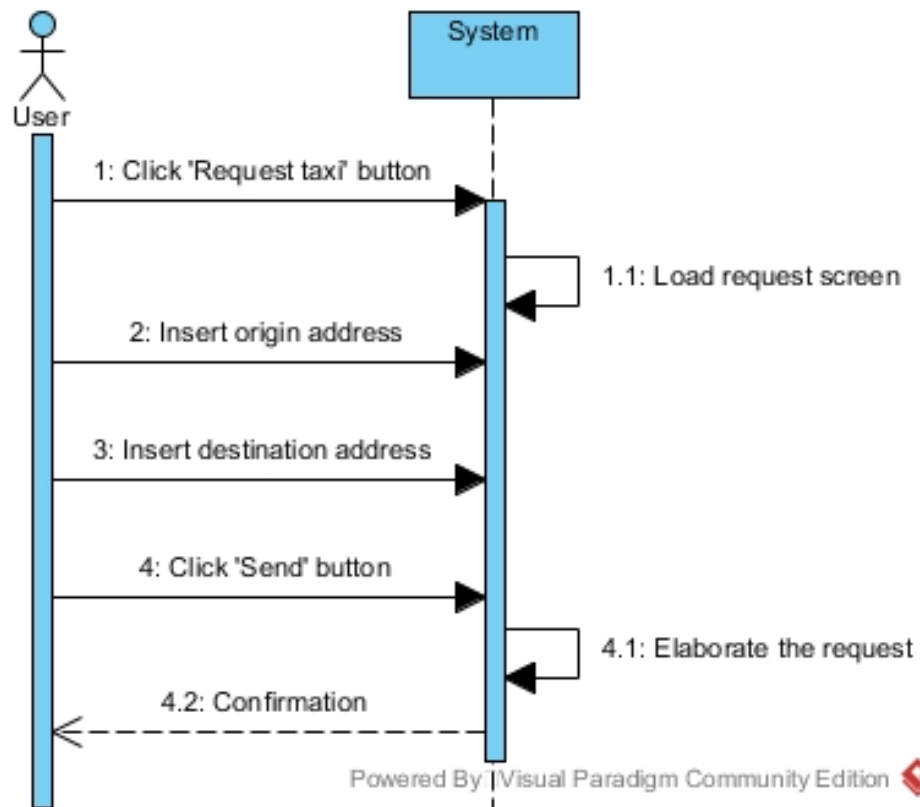 System
User
1: Click 'Request taxi' button
1.1: Load request screen
2: Insert origin address
3: Insert destination address
4: Click 'Send' button
4.1: Elaborate the request
4.2: Confirmation
Powered By Visual Paradigm Community Edition